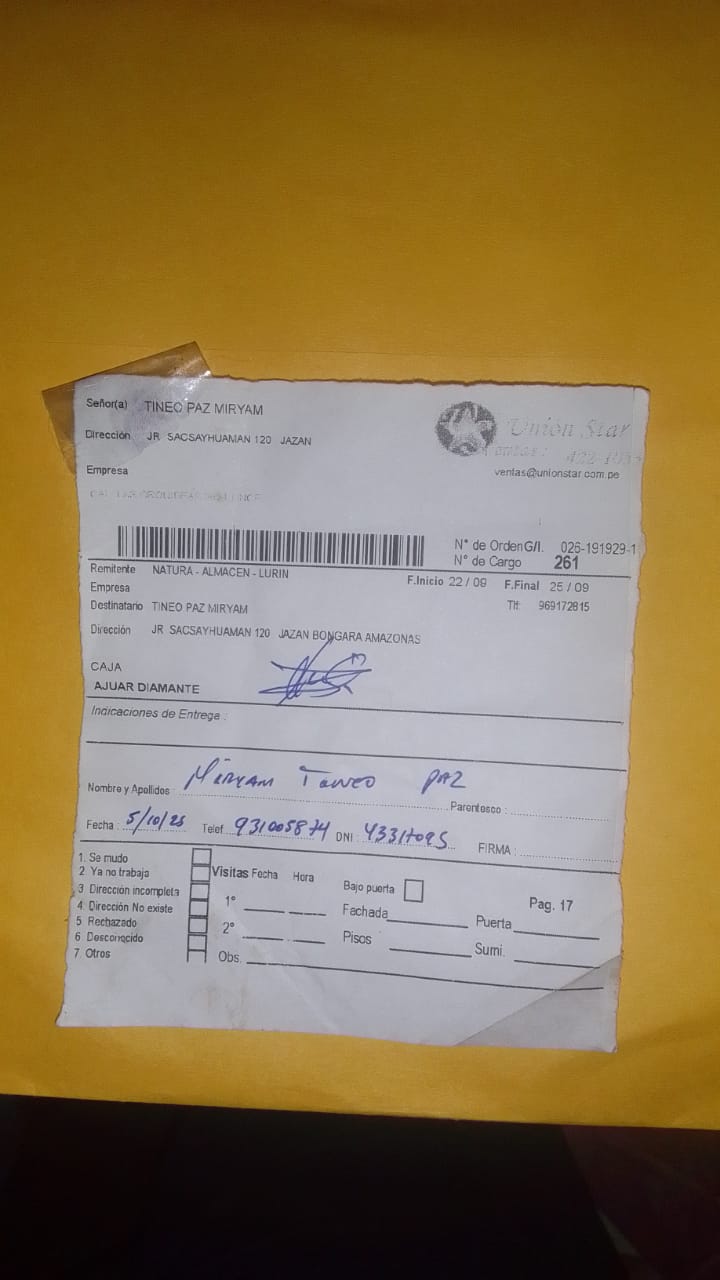 Señor(a) TINEO PAZ MIRYAM
Dirección JR SACSAYHUAMAN 120 JAZAN
Union Star
ventas@unionstar.com.pe
Empresa
N° de Orden G/I. 026-191929-1
N° de Cargo 261
Remitente NATURA - ALMACEN - LURIN
F.Inicio 22 / 09 F.Final 25 / 09
Empresa
Destinatario TINEO PAZ MIRYAM
Tlf: 969172815
Dirección JR SACSAYHUAMAN 120 JAZAN BONGARA AMAZONAS
CAJA
AJUAR DIAMANTE
Indicaciones de Entrega :
Nombre y Apellidos : Miryam Tineo PAZ Parentesco :
Fecha : 5/10/25 Telef 931005874 DNI : 43317095 FIRMA :
1. Se mudo
2 Ya no trabaja
3 Dirección incompleta
4 Dirección No existe
5 Rechazado
6 Desconocido
7 Otros
Visitas Fecha Hora
1°
2°
Obs.
Bajo puerta
Fachada
Pisos
Pag. 17
Puerta
Sumi.